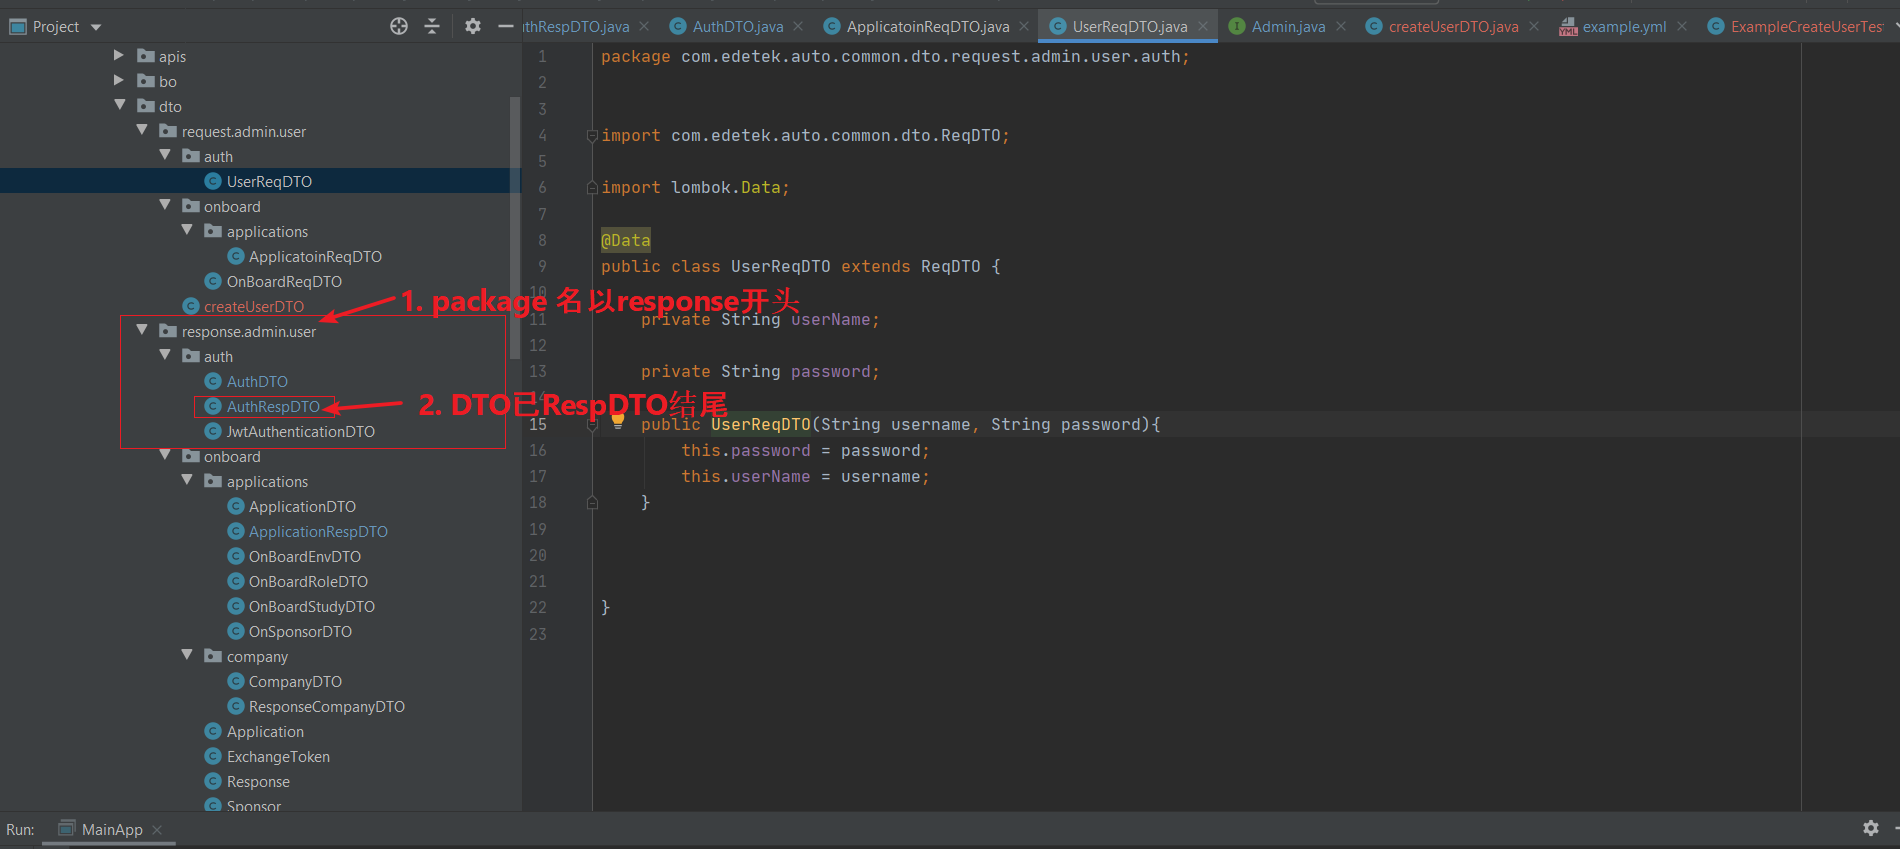 Project
apis
bo
dto
request.admin.user
auth
UserReqDTO
onboard
applications
ApplicatoinReqDTO
OnBoardReqDTO
createUserDTO
response.admin.user
auth
AuthDTO
AuthRespDTO
JwtAuthenticationDTO
onboard
applications
ApplicationDTO
ApplicationRespDTO
OnBoardEnvDTO
OnBoardRoleDTO
OnBoardStudyDTO
OnSponsorDTO
company
CompanyDTO
ResponseCompanyDTO
Application
ExchangeToken
Response
Sponsor
thRespDTO.java AuthDTO.java ApplicatoinReqDTO.java UserReqDTO.java Admin.java createUserDTO.java example.yml ExampleCreateUserTes
1 package com.edetek.auto.common.dto.request.admin.user.auth;
2
3
4 import com.edetek.auto.common.dto.ReqDTO;
5
6 import lombok.Data;
7
8 @Data
9 public class UserReqDTO extends ReqDTO {
10
1. package 名以response开头
11 private String userName;
12
13 private String password;
14
2. DTO已RespDTO结尾
15 public UserReqDTO(String username, String password){
16 this.password = password;
17 this.userName = username;
18 }
19
20
21
22 }
23
Run: MainApp